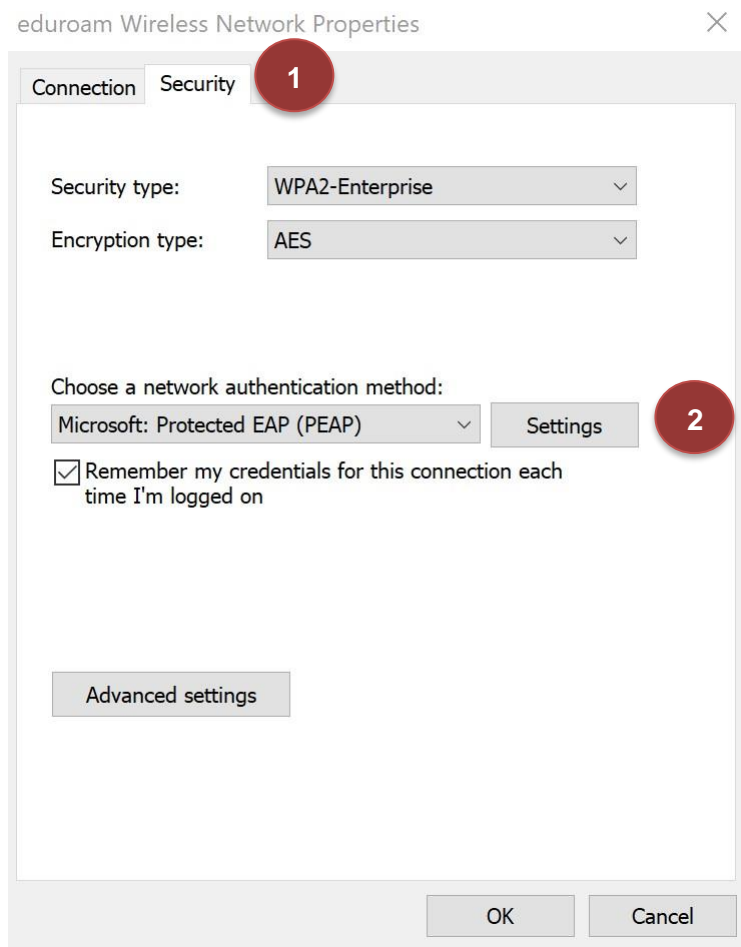 eduroam Wireless Network Properties
Connection
Security
1
Security type:
WPA2-Enterprise
Encryption type:
AES
Choose a network authentication method:
Microsoft: Protected EAP (PEAP)
Settings
2
Remember my credentials for this connection each
time I'm logged on
Advanced settings
OK
Cancel